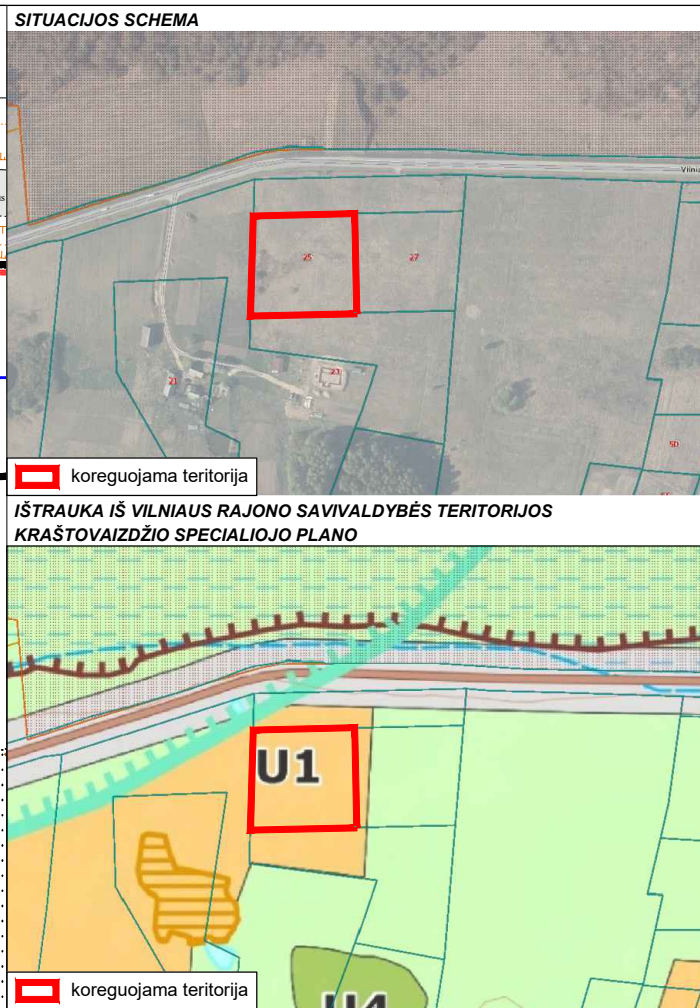 SITUACIJOS SCHEMA
Vilnia
25
27
21
23
50
koreguojama teritorija
IŠTRAUKA IŠ VILNIAUS RAJONO SAVIVALDYBĖS TERITORIJOS
KRAŠTOVAIZDŽIO SPECIALIOJO PLANO
U1
koreguojama teritorija